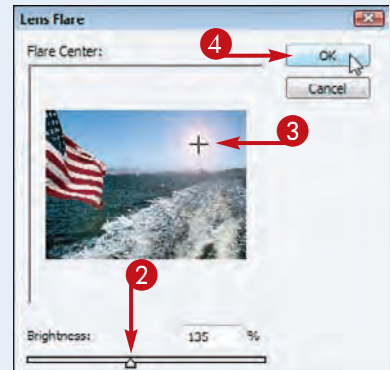 Lens Flare
Flare Center:
4
OK
Cancel
3
2
Brightness: 135 %